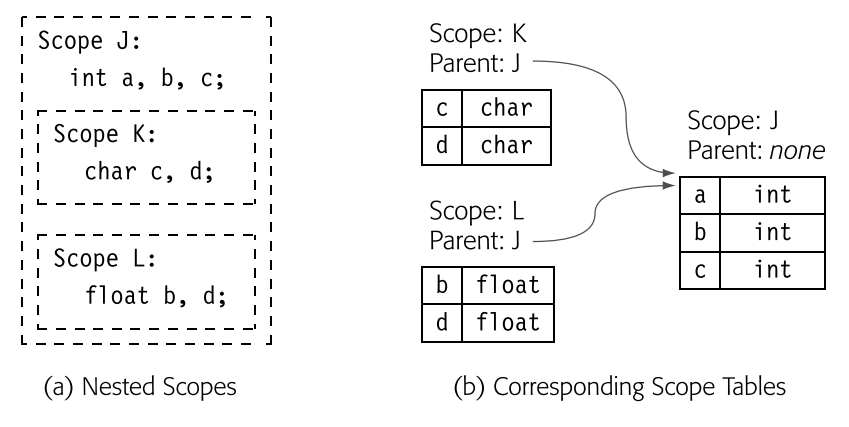 Scope J:
int a, b, c;
Scope K:
char c, d;
Scope L:
float b, d;
(a) Nested Scopes
Scope: K
Parent: J
c char
d char
Scope: L
Parent: J
b float
d float
Scope: J
Parent: none
a int
b int
c int
(b) Corresponding Scope Tables